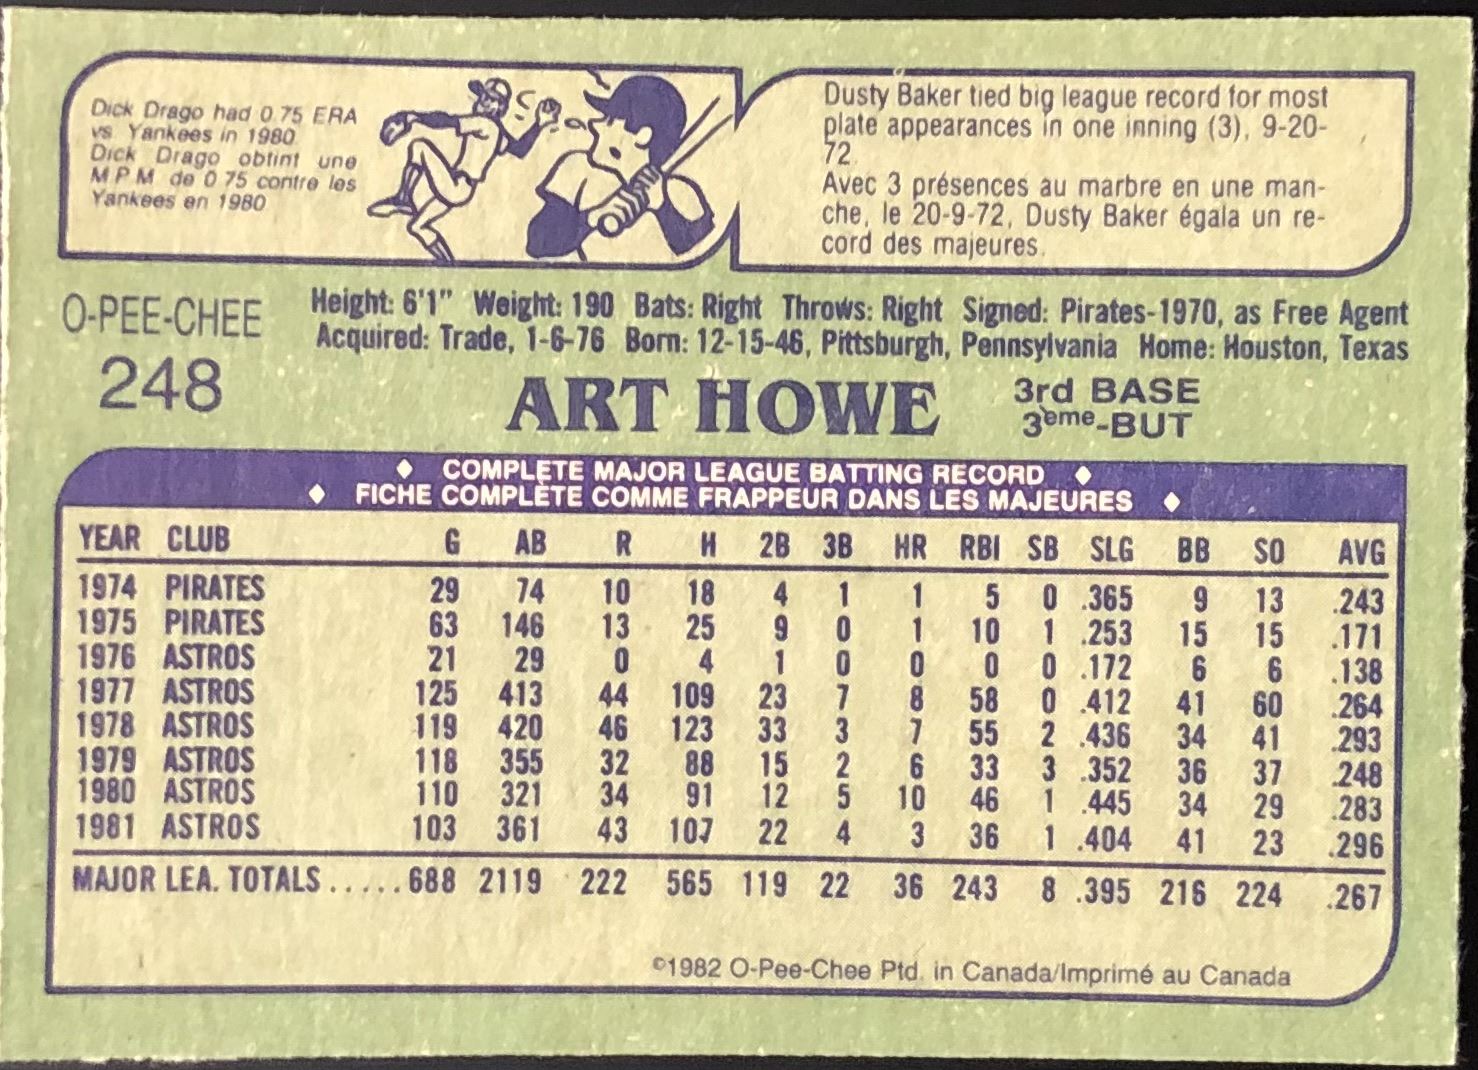 Dick Drago had 0.75 ERA
vs Yankees in 1980
Dick Drago obtint une
M P M de 0 75 contre les
Yankees en 1980
Dusty Baker tied big league record for most
plate appearances in one inning (3), 9-20-
72.
Avec 3 présences au marbre en une man-
che, le 20-9-72, Dusty Baker égala un re-
cord des majeures.
O-PEE-CHEE
248
Height: 6'1" Weight: 190 Bats: Right Throws: Right Signed: Pirates-1970, as Free Agent
Acquired: Trade, 1-6-76 Born: 12-15-46, Pittsburgh, Pennsylvania Home: Houston, Texas
ART HOWE
3rd BASE
3ème-BUT
♦ COMPLETE MAJOR LEAGUE BATTING RECORD ♦
♦ FICHE COMPLÈTE COMME FRAPPEUR DANS LES MAJEURES ♦
YEAR CLUB G AB R H 2B 3B HR RBI SB SLG BB SO AVG
1974 PIRATES 29 74 10 18 4 1 1 5 0 .365 9 13 .243
1975 PIRATES 63 146 13 25 9 0 1 10 1 .253 15 15 .171
1976 ASTROS 21 29 0 4 1 0 0 0 0 .172 6 6 .138
1977 ASTROS 125 413 44 109 23 7 8 58 0 .412 41 60 .264
1978 ASTROS 119 420 46 123 33 3 7 55 2 .436 34 41 .293
1979 ASTROS 118 355 32 88 15 2 6 33 3 .352 36 37 .248
1980 ASTROS 110 321 34 91 12 5 10 46 1 .445 34 29 .283
1981 ASTROS 103 361 43 107 22 4 3 36 1 .404 41 23 .296
MAJOR LEA. TOTALS .....688 2119 222 565 119 22 36 243 8 .395 216 224 .267
©1982 O-Pee-Chee Ptd. in Canada/Imprimé au Canada